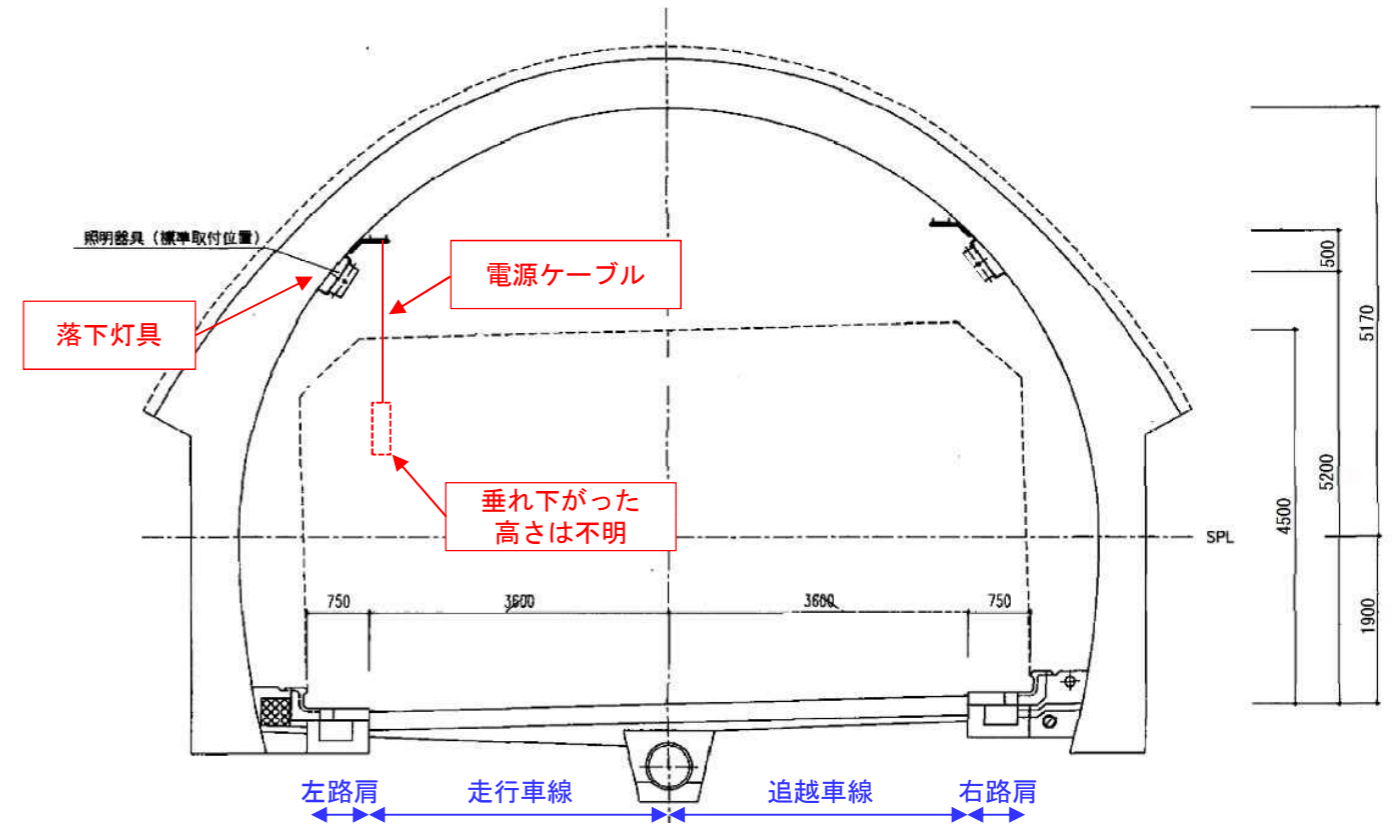 照明器具（標準取付位置）
電源ケーブル
落下灯具
垂れ下がった
高さは不明
SPL
500
5170
5200
4500
1900
750
3600
3600
750
左路肩
走行車線
追越車線
右路肩